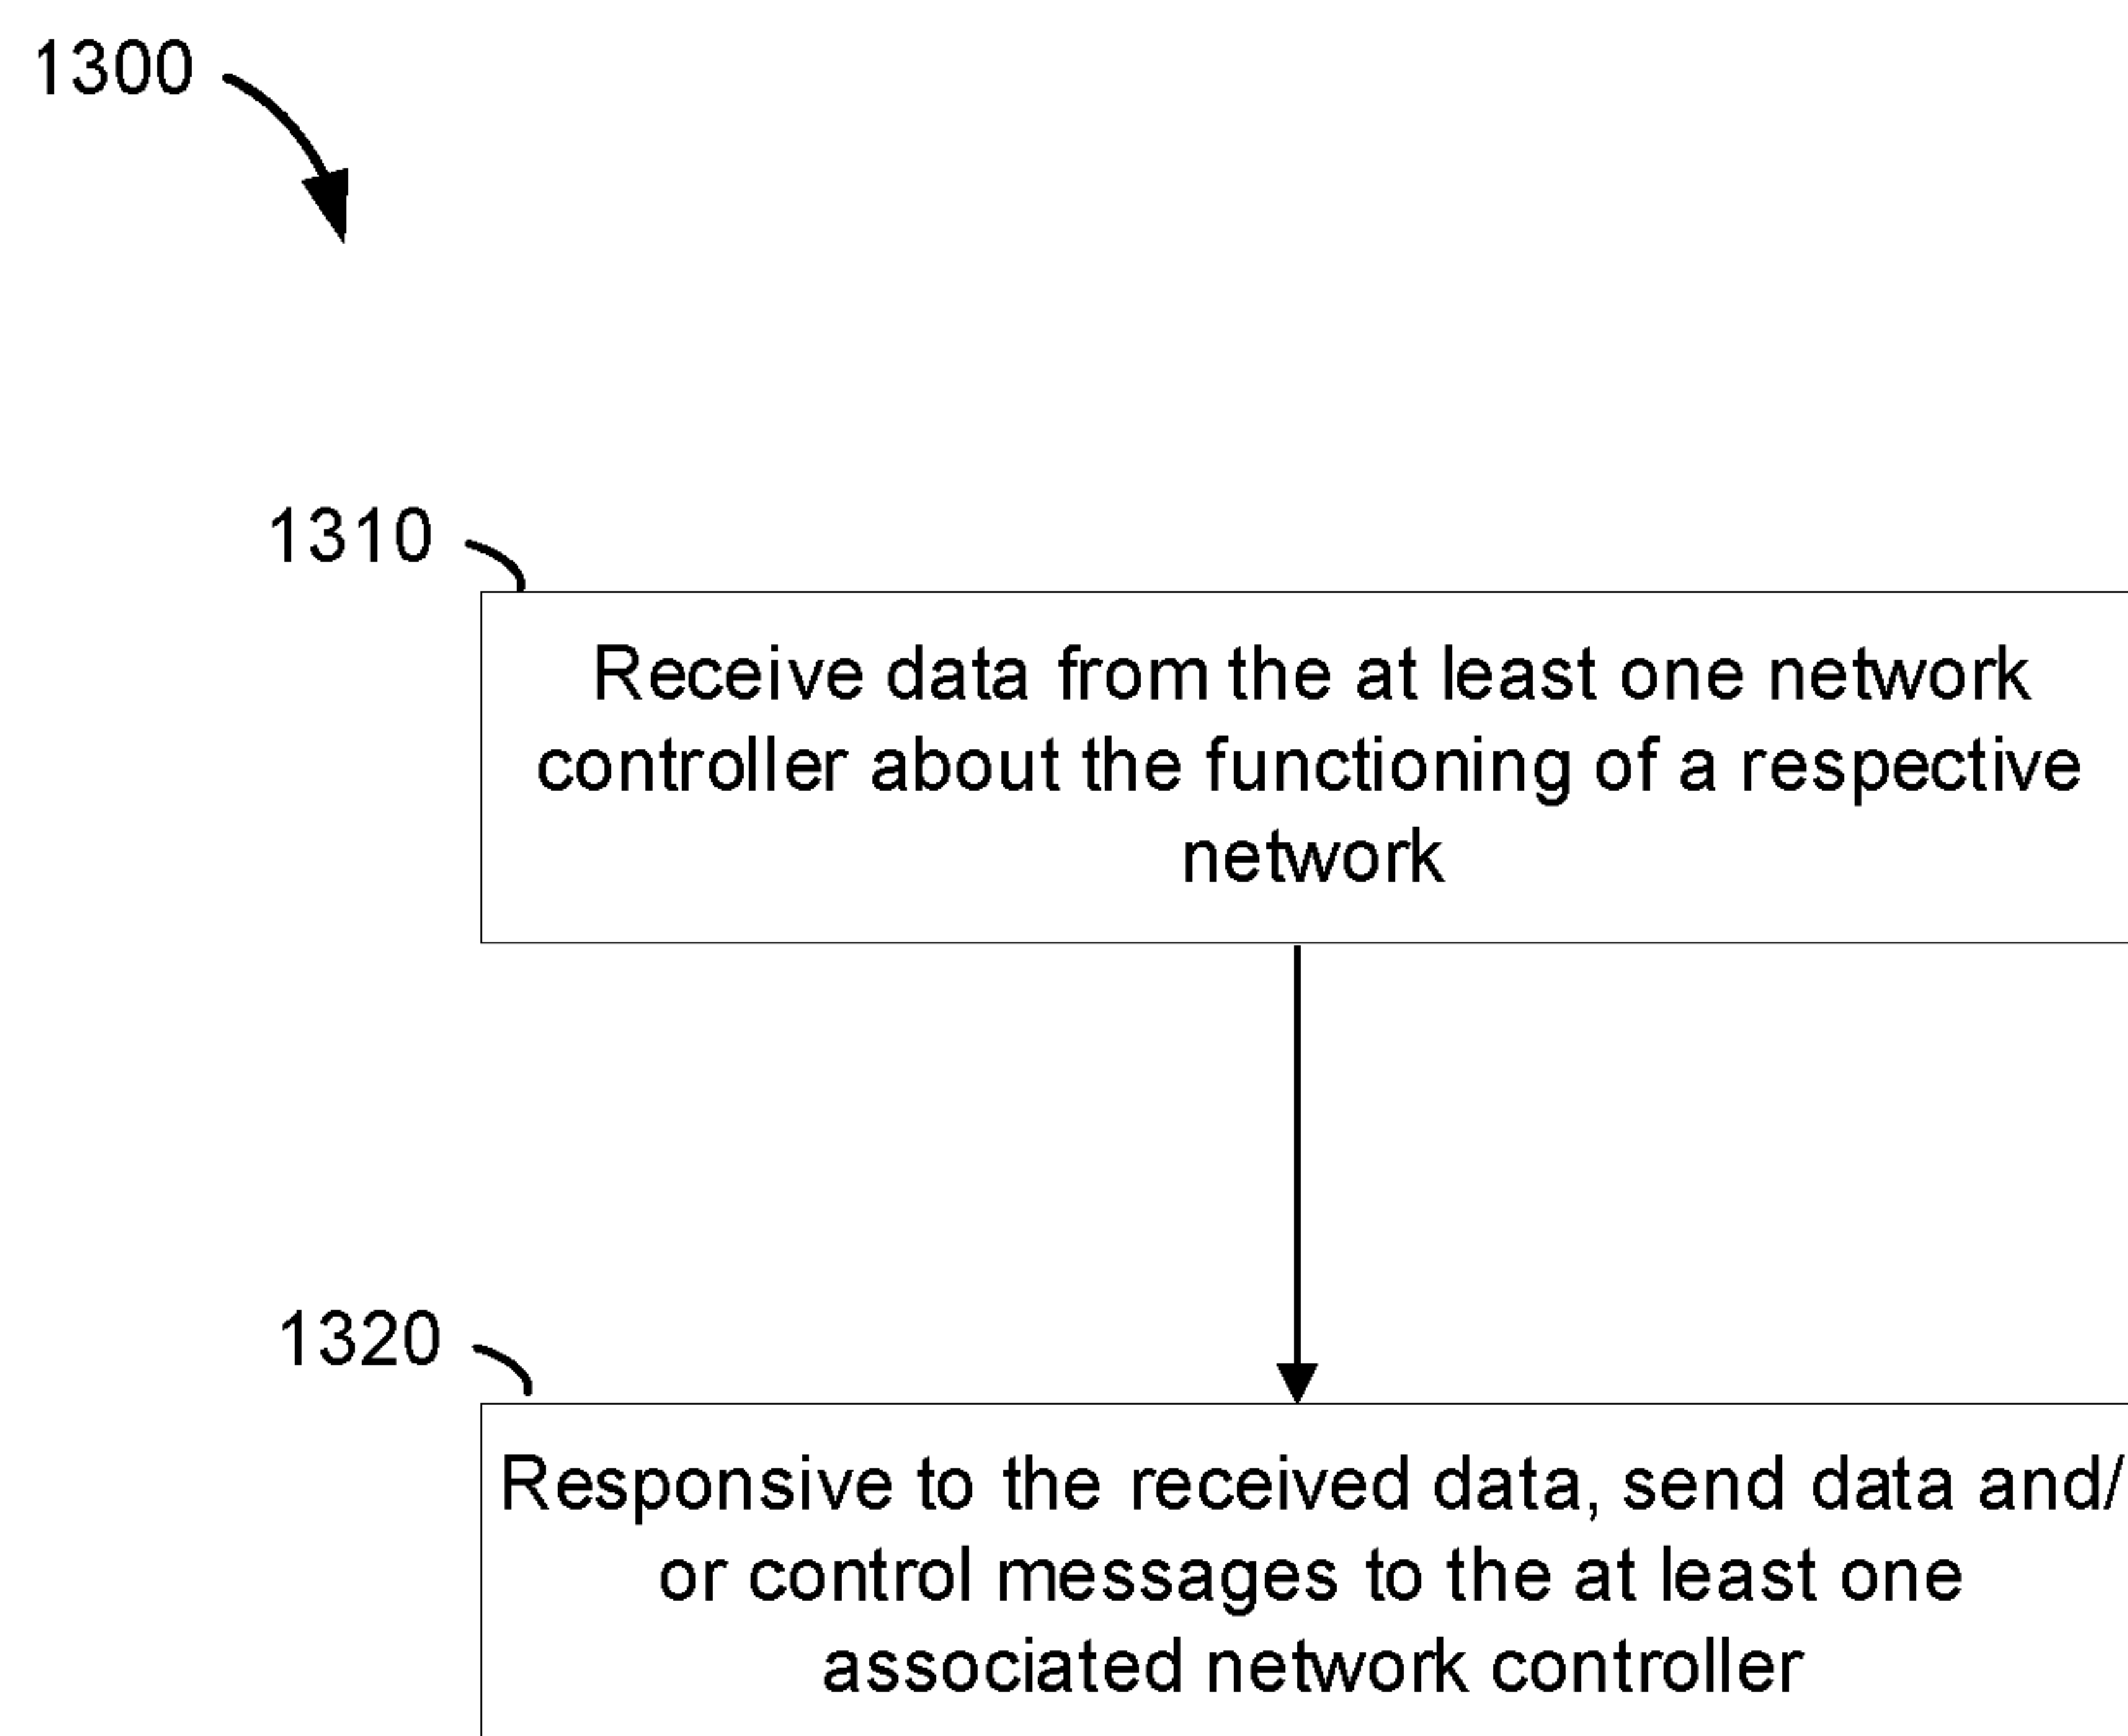 1300
1310
Receive data from the at least one network
controller about the functioning of a respective
network
1320
Responsive to the received data, send data and/
or control messages to the at least one
associated network controller